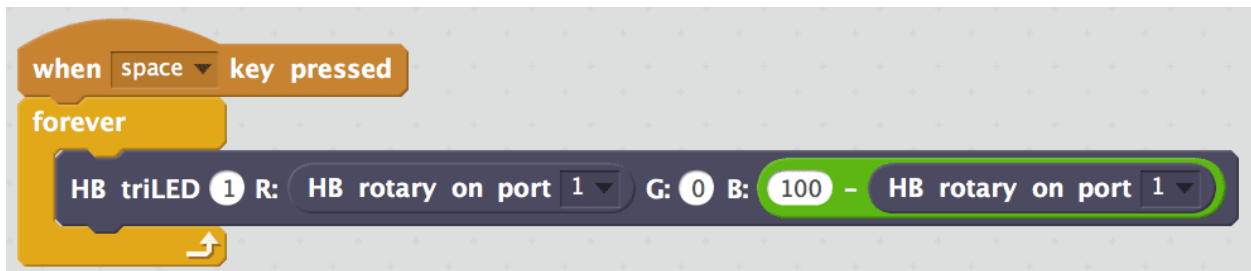 when space key pressed
forever
HB triLED 1 R: HB rotary on port 1 G: 0 B: 100 - HB rotary on port 1